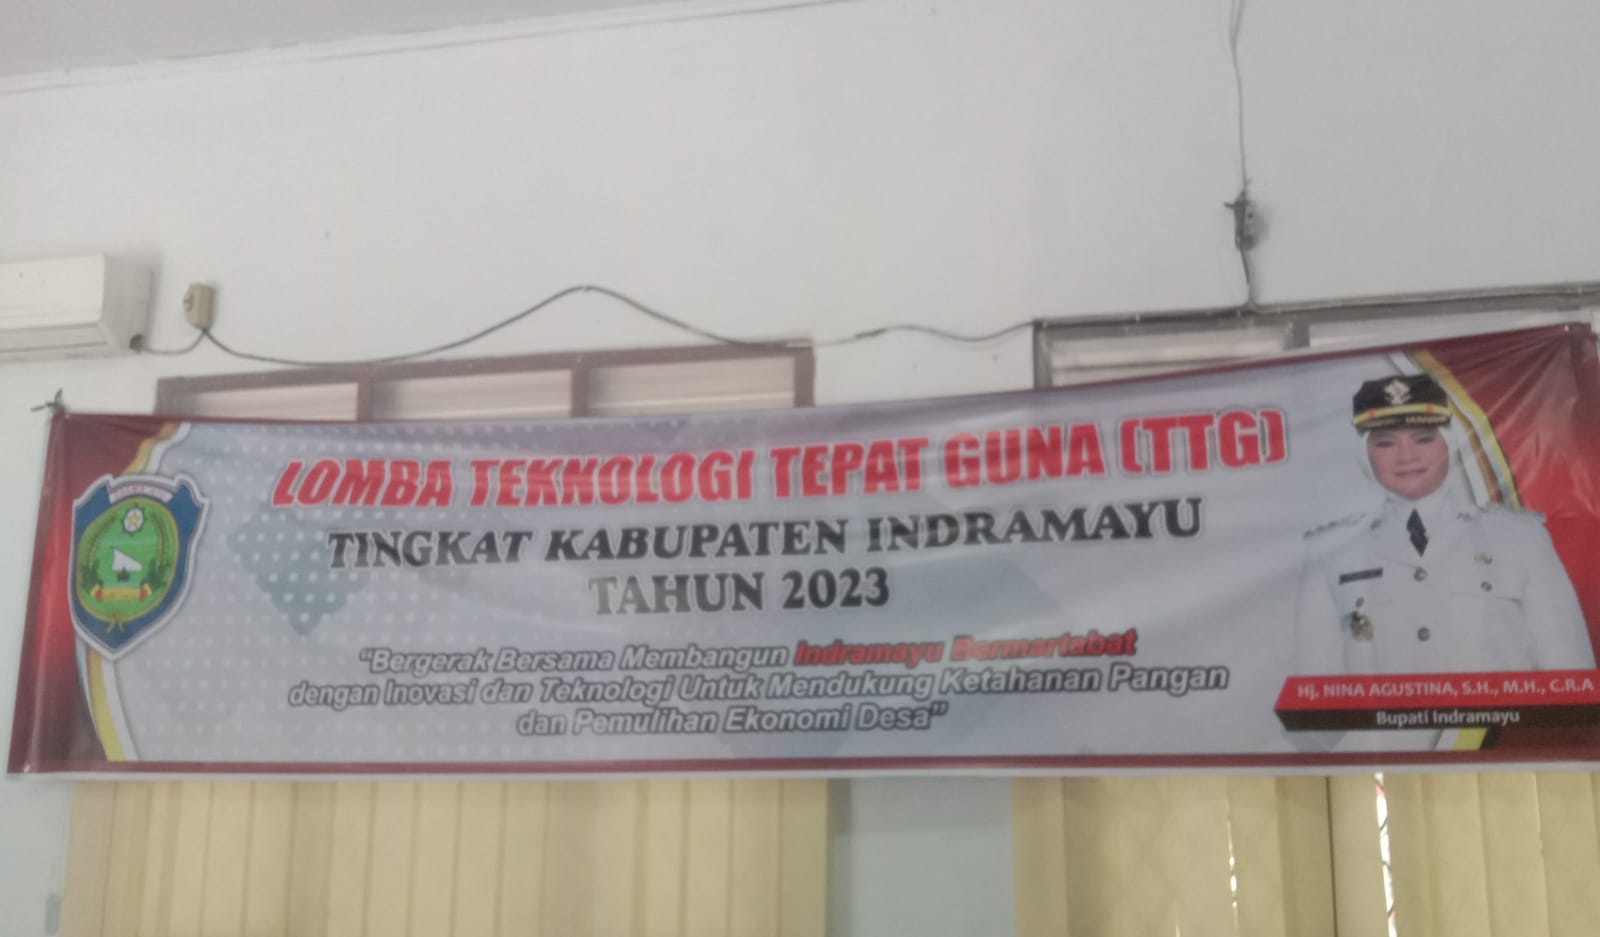 LOMBA TEKNOLOGI TEPAT GUNA (TTG)
TINGKAT KABUPATEN INDRAMAYU
TAHUN 2023
"Bergerak Bersama Membangun Indramayu Bermartabat
dengan Inovasi dan Teknologi Untuk Mendukung Ketahanan Pangan
dan Pemulihan Ekonomi Desa"
Hj. NINA AGUSTINA, S.H., M.H., C.R.A
Bupati Indramayu